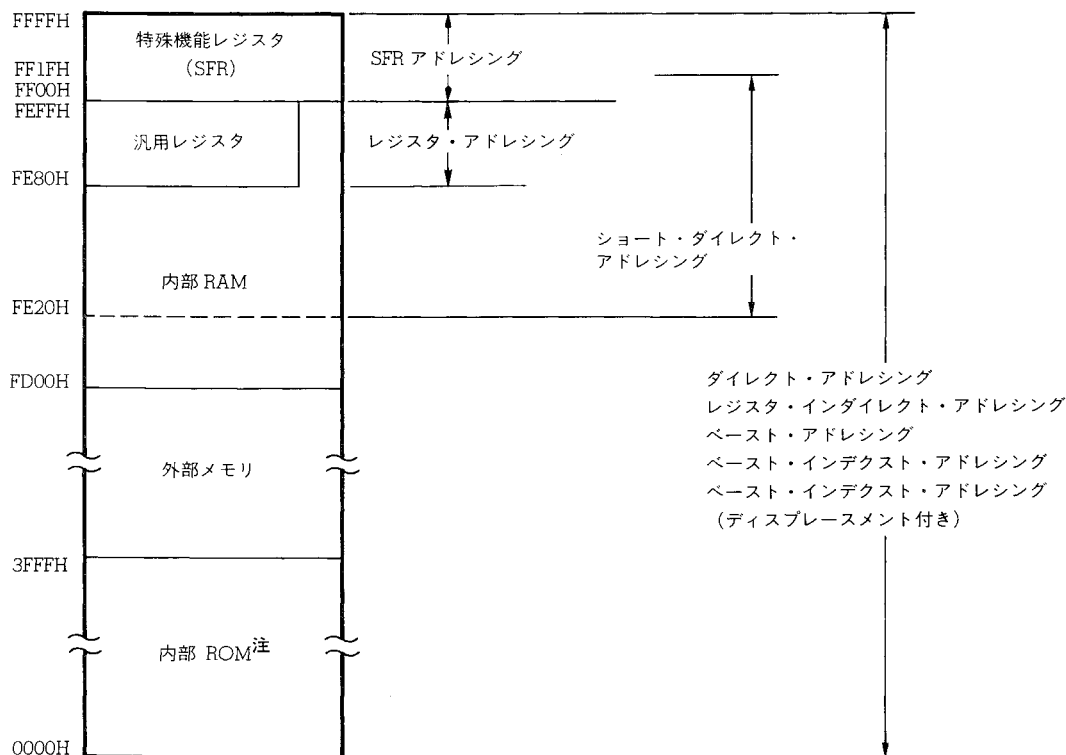 FFFFH
特殊機能レジスタ
(SFR)
SFR アドレシング
FF1FH
FF00H
FEFFH
汎用レジスタ
レジスタ・アドレシング
FE80H
ショート・ダイレクト・
アドレシング
内部 RAM
FE20H
FD00H
ダイレクト・アドレシング
レジスタ・インダイレクト・アドレシング
ベースト・アドレシング
ベースト・インデクスト・アドレシング
ベースト・インデクスト・アドレシング
(ディスプレースメント付き)
外部メモリ
3FFFH
内部 ROM注
0000H